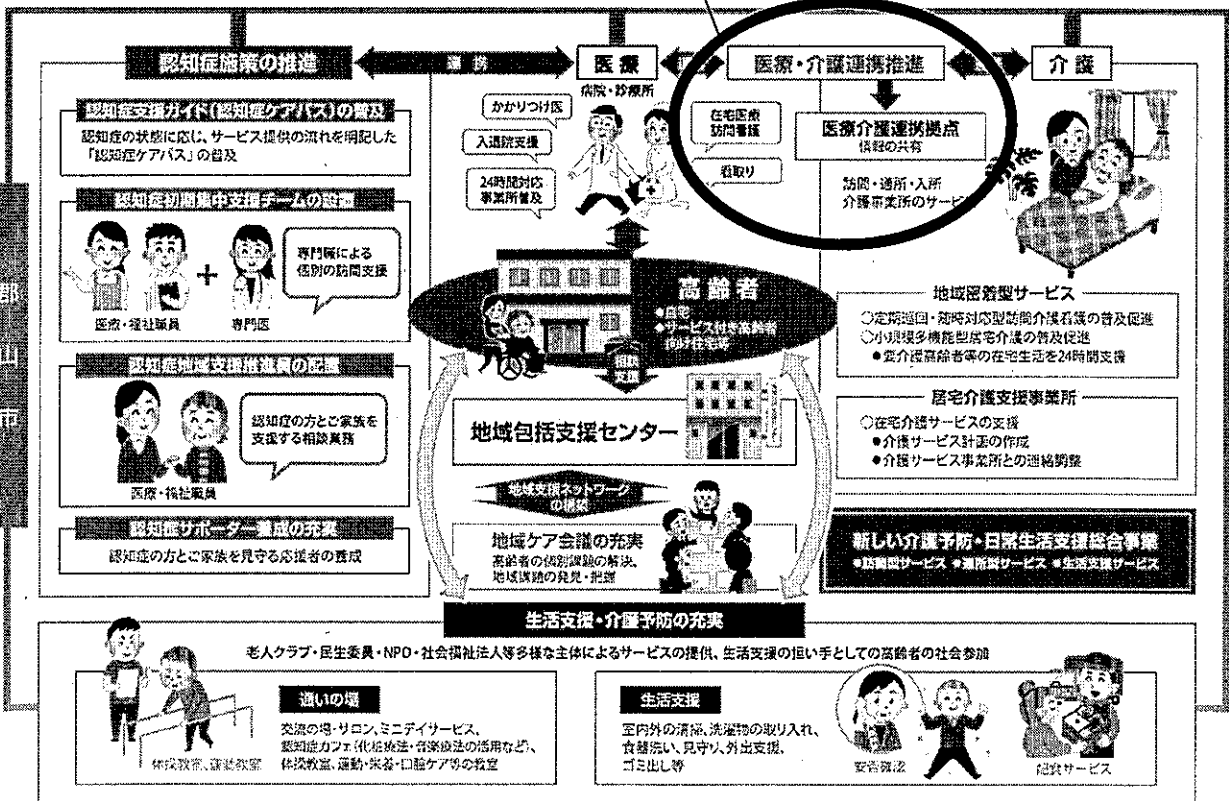 認知症施策の推進
連携
医療
医療・介護連携推進
介護
病院・診療所
かかりつけ医
入退院支援
24時間対応
事業所普及
在宅医療
訪問看護
看取り
医療介護連携拠点
情報の共有
訪問・通所・入所
介護事業所のサービ
認知症支援ガイド(認知症ケアパス)の普及
認知症の状態に応じ、サービス提供の流れを明記した
「認知症ケアパス」の普及
認知症初期集中支援チームの設置
専門職による
個別の訪問支援
医療・福祉職員
+
専門医
認知症地域支援推進員の配置
認知症の方とご家族を
支援する相談業務
医療・福祉職員
認知症サポーター養成の充実
認知症の方とご家族を見守る応援者の養成
郡山市
高齢者
●自宅
●サービス付き高齢者
向け住宅等
相談
支援
地域包括支援センター
地域支援ネットワーク
の構築
地域ケア会議の充実
高齢者の個別課題の解決、
地域課題の発見・把握
地域密着型サービス
○定期巡回・随時対応型訪問介護看護の普及促進
○小規模多機能型居宅介護の普及促進
●要介護高齢者等の在宅生活を24時間支援
居宅介護支援事業所
○在宅介護サービスの支援
●介護サービス計画の作成
●介護サービス事業所との連絡調整
新しい介護予防・日常生活支援総合事業
●訪問型サービス ●通所型サービス ●生活支援サービス
生活支援・介護予防の充実
老人クラブ・民生委員・NPO・社会福祉法人等多様な主体によるサービスの提供、生活支援の担い手としての高齢者の社会参加
通いの場
交流の場・サロン、ミニデイサービス、
認知症カフェ(化粧療法・音楽療法の活用など)、
体操教室、運動・栄養・口腔ケア等の教室
体操教室、運動教室
生活支援
室内外の清掃、洗濯物の取り入れ、
食器洗い、見守り、外出支援、
ゴミ出し等
安否確認
配食サービス